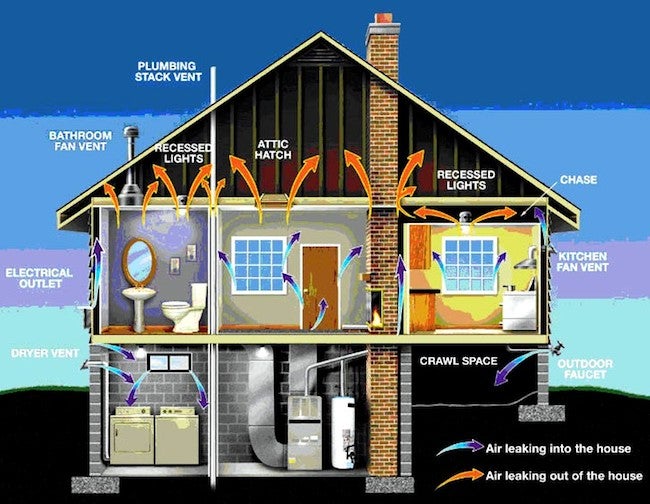 PLUMBING
STACK VENT
BATHROOM
FAN VENT
RECESSED
LIGHTS
ATTIC
HATCH
RECESSED
LIGHTS
CHASE
ELECTRICAL
OUTLET
KITCHEN
FAN VENT
DRYER VENT
CRAWL SPACE
OUTDOOR
FAUCET
Air leaking into the house
Air leaking out of the house